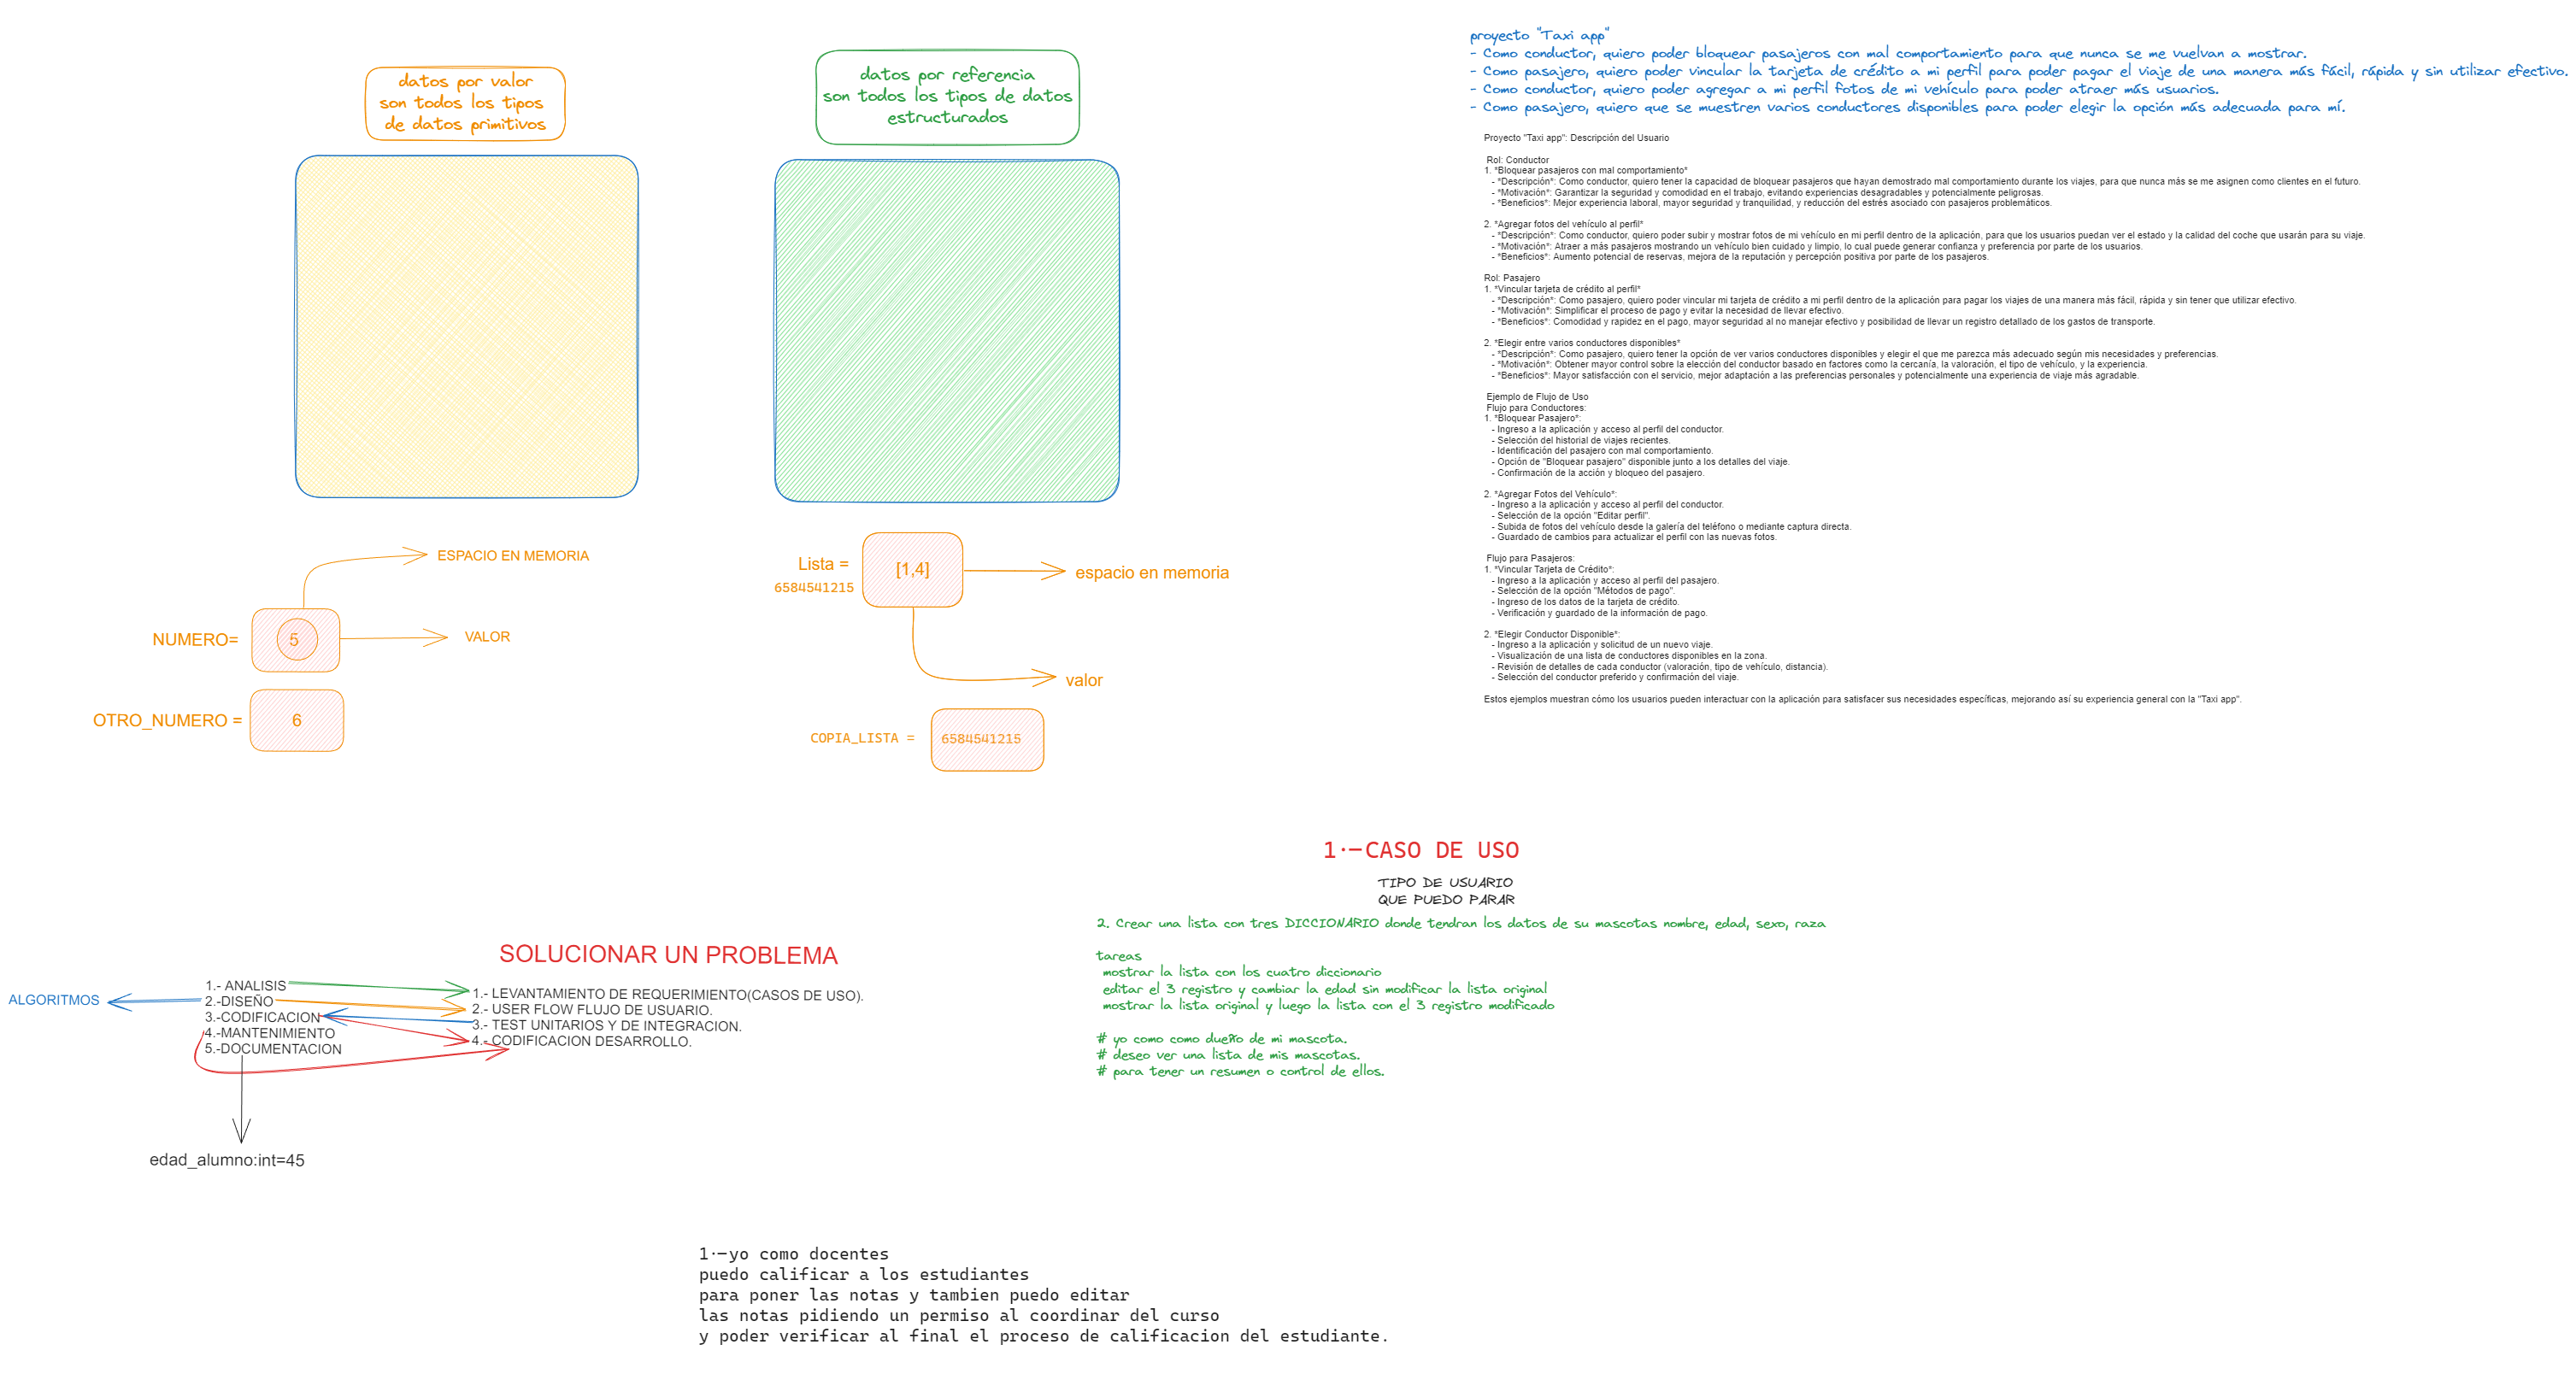 datos por valor
son todos los tipos
de datos primitivos
datos por referencia
son todos los tipos de datos
estructurados
ESPACIO EN MEMORIA
NUMERO=
5
VALOR
OTRO_NUMERO =
6
Lista =
6584541215
[1,4]
espacio en memoria
valor
COPIA_LISTA =
6584541215
proyecto "Taxi app"
- Como conductor, quiero poder bloquear pasajeros con mal comportamiento para que nunca se me vuelvan a mostrar.
- Como pasajero, quiero poder vincular la tarjeta de crédito a mi perfil para poder pagar el viaje de una manera más fácil, rápida y sin utilizar efectivo.
- Como conductor, quiero poder agregar a mi perfil fotos de mi vehículo para poder atraer más usuarios.
- Como pasajero, quiero que se muestren varios conductores disponibles para poder elegir la opción más adecuada para mí.
Proyecto "Taxi app": Descripción del Usuario
Rol: Conductor
1. *Bloquear pasajeros con mal comportamiento*
- *Descripción*: Como conductor, quiero tener la capacidad de bloquear pasajeros que hayan demostrado mal comportamiento durante los viajes, para que nunca más se me asignen como clientes en el futuro.
- *Motivación*: Garantizar la seguridad y comodidad en el trabajo, evitando experiencias desagradables y potencialmente peligrosas.
- *Beneficios*: Mejor experiencia laboral, mayor seguridad y tranquilidad, y reducción del estrés asociado con pasajeros problemáticos.
2. *Agregar fotos del vehículo al perfil*
- *Descripción*: Como conductor, quiero poder subir y mostrar fotos de mi vehículo en mi perfil dentro de la aplicación, para que los usuarios puedan ver el estado y la calidad del coche que usarán para su viaje.
- *Motivación*: Atraer a más pasajeros mostrando un vehículo bien cuidado y limpio, lo cual puede generar confianza y preferencia por parte de los usuarios.
- *Beneficios*: Aumento potencial de reservas, mejora de la reputación y percepción positiva por parte de los pasajeros.
Rol: Pasajero
1. *Vincular tarjeta de crédito al perfil*
- *Descripción*: Como pasajero, quiero poder vincular mi tarjeta de crédito a mi perfil dentro de la aplicación para pagar los viajes de una manera más fácil, rápida y sin tener que utilizar efectivo.
- *Motivación*: Simplificar el proceso de pago y evitar la necesidad de llevar efectivo.
- *Beneficios*: Comodidad y rapidez en el pago, mayor seguridad al no manejar efectivo y posibilidad de llevar un registro detallado de los gastos de transporte.
2. *Elegir entre varios conductores disponibles*
- *Descripción*: Como pasajero, quiero tener la opción de ver varios conductores disponibles y elegir el que me parezca más adecuado según mis necesidades y preferencias.
- *Motivación*: Obtener mayor control sobre la elección del conductor basado en factores como la cercanía, la valoración, el tipo de vehículo, y la experiencia.
- *Beneficios*: Mayor satisfacción con el servicio, mejor adaptación a las preferencias personales y potencialmente una experiencia de viaje más agradable.
Ejemplo de Flujo de Uso
Flujo para Conductores:
1. *Bloquear Pasajero*:
- Ingreso a la aplicación y acceso al perfil del conductor.
- Selección del historial de viajes recientes.
- Identificación del pasajero con mal comportamiento.
- Opción de "Bloquear pasajero" disponible junto a los detalles del viaje.
- Confirmación de la acción y bloqueo del pasajero.
2. *Agregar Fotos del Vehículo*:
- Ingreso a la aplicación y acceso al perfil del conductor.
- Selección de la opción "Editar perfil".
- Subida de fotos del vehículo desde la galería del teléfono o mediante captura directa.
- Guardado de cambios para actualizar el perfil con las nuevas fotos.
Flujo para Pasajeros:
1. *Vincular Tarjeta de Crédito*:
- Ingreso a la aplicación y acceso al perfil del pasajero.
- Selección de la opción "Métodos de pago".
- Ingreso de los datos de la tarjeta de crédito.
- Verificación y guardado de la información de pago.
2. *Elegir Conductor Disponible*:
- Ingreso a la aplicación y solicitud de un nuevo viaje.
- Visualización de una lista de conductores disponibles en la zona.
- Revisión de detalles de cada conductor (valoración, tipo de vehículo, distancia).
- Selección del conductor preferido y confirmación del viaje.
Estos ejemplos muestran cómo los usuarios pueden interactuar con la aplicación para satisfacer sus necesidades específicas, mejorando así su experiencia general con la "Taxi app".
1.-CASO DE USO
TIPO DE USUARIO
QUE PUEDO PARAR
2. Crear una lista con tres DICCIONARIO donde tendran los datos de su mascotas nombre, edad, sexo, raza
tareas
mostrar la lista con los cuatro diccionario
editar el 3 registro y cambiar la edad sin modificar la lista original
mostrar la lista original y luego la lista con el 3 registro modificado
# yo como como dueño de mi mascota.
# deseo ver una lista de mis mascotas.
# para tener un resumen o control de ellos.
SOLUCIONAR UN PROBLEMA
ALGORITMOS
1.- ANALISIS
2.-DISEÑO
3.-CODIFICACION
4.-MANTENIMIENTO
5.-DOCUMENTACION
1.- LEVANTAMIENTO DE REQUERIMIENTO(CASOS DE USO).
2.- USER FLOW FLUJO DE USUARIO.
3.- TEST UNITARIOS Y DE INTEGRACION.
4.- CODIFICACION DESARROLLO.
edad_alumno:int=45
1.-yo como docentes
puedo calificar a los estudiantes
para poner las notas y tambien puedo editar
las notas pidiendo un permiso al coordinar del curso
y poder verificar al final el proceso de calificacion del estudiante.